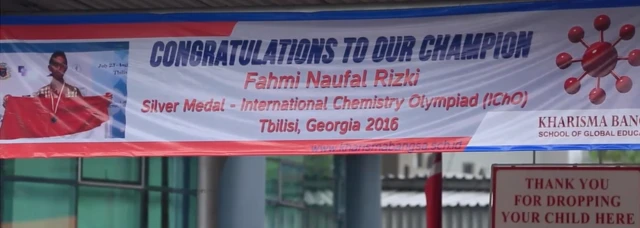 CONGRATULATIONS TO OUR CHAMPION
Fahmi Naufal Rizki
Silver Medal - International Chemistry Olympiad (IChO)
Tbilisi, Georgia 2016
KHARISMA BANG
SCHOOL OF GLOBAL EDUC
THANK YOU
FOR DROPPING
YOUR CHILD HERE